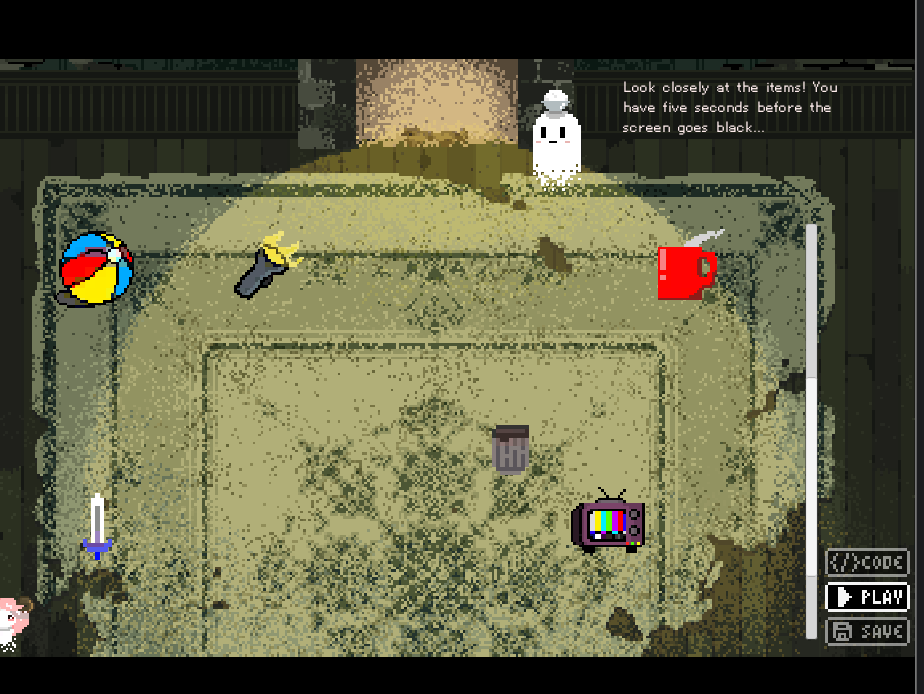 Look closely at the items! You
have five seconds before the
screen goes black...
</>CODE
PLAY
SAVE